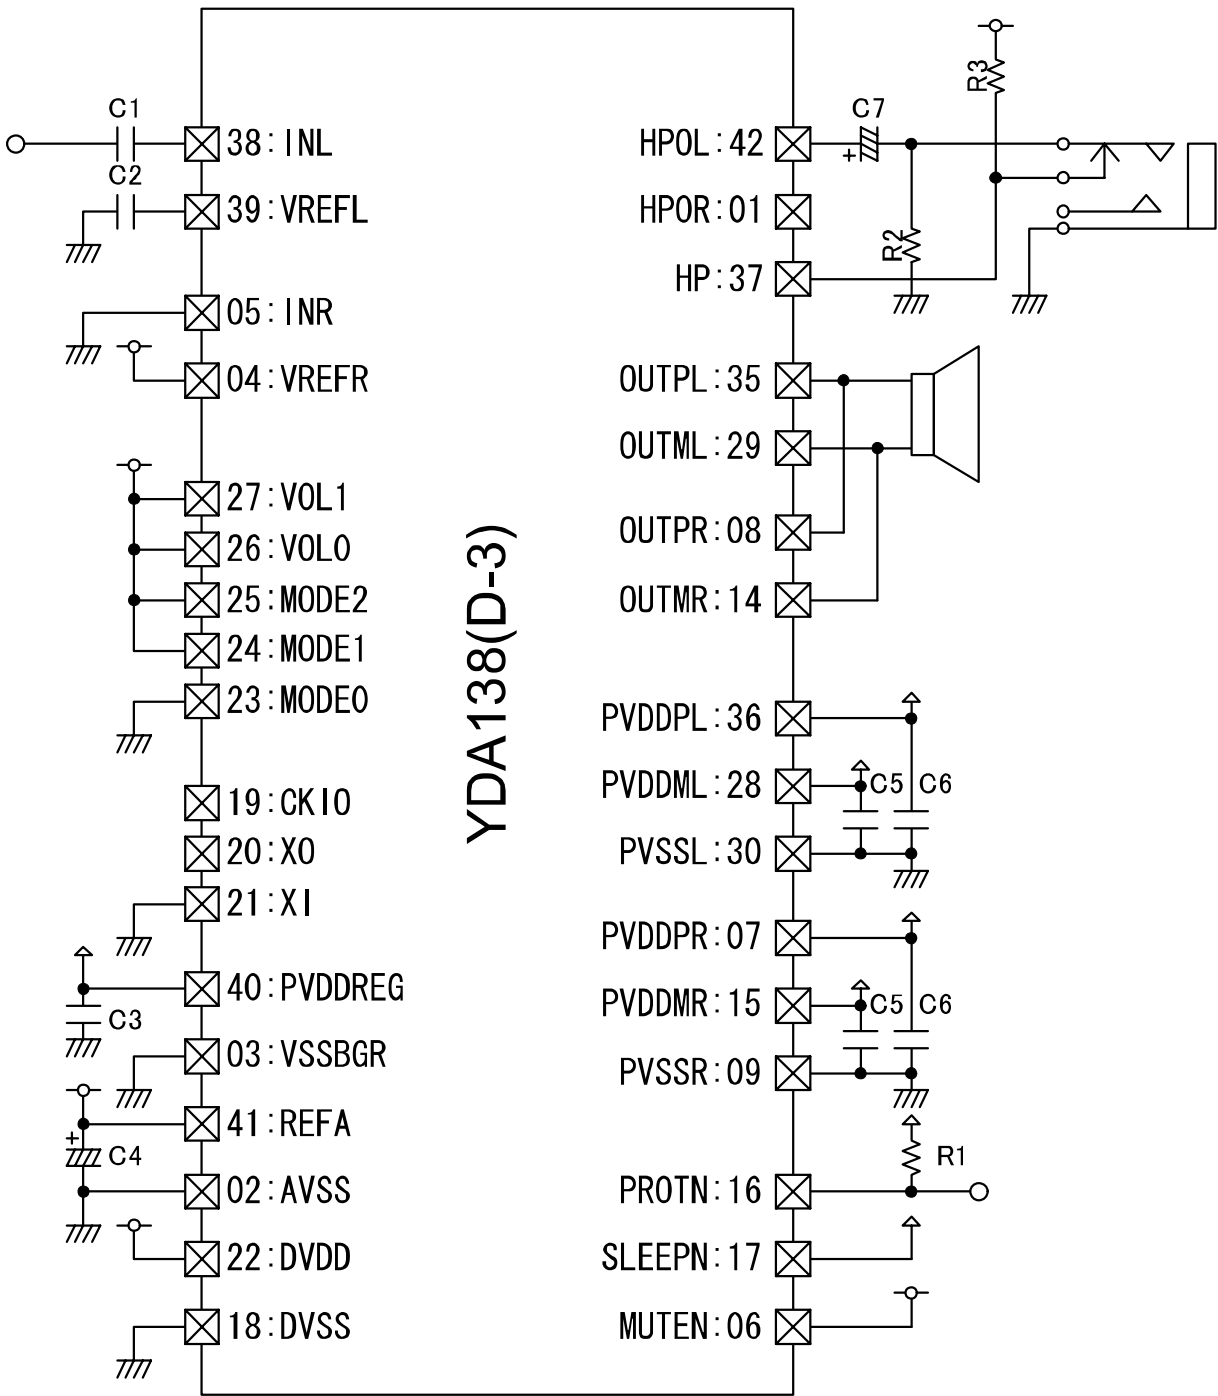 C1
38:INL
C2
39:VREFL
05:INR
04:VREFR
27:VOL1
26:VOL0
25:MODE2
24:MODE1
23:MODE0
19:CKIO
20:XO
21:XI
40:PVDDREG
C3
03:VSSBGR
41:REFA
+
C4
02:AVSS
22:DVDD
18:DVSS
YDA138(D-3)
R3
C7
HPOL:42
+
HPOR:01
R2
HP:37
OUTPL:35
OUTML:29
OUTPR:08
OUTMR:14
PVDDPL:36
PVDDML:28
C5
C6
PVSSL:30
PVDDPR:07
PVDDMR:15
C5
C6
PVSSR:09
R1
PROTN:16
SLEEPN:17
MUTEN:06